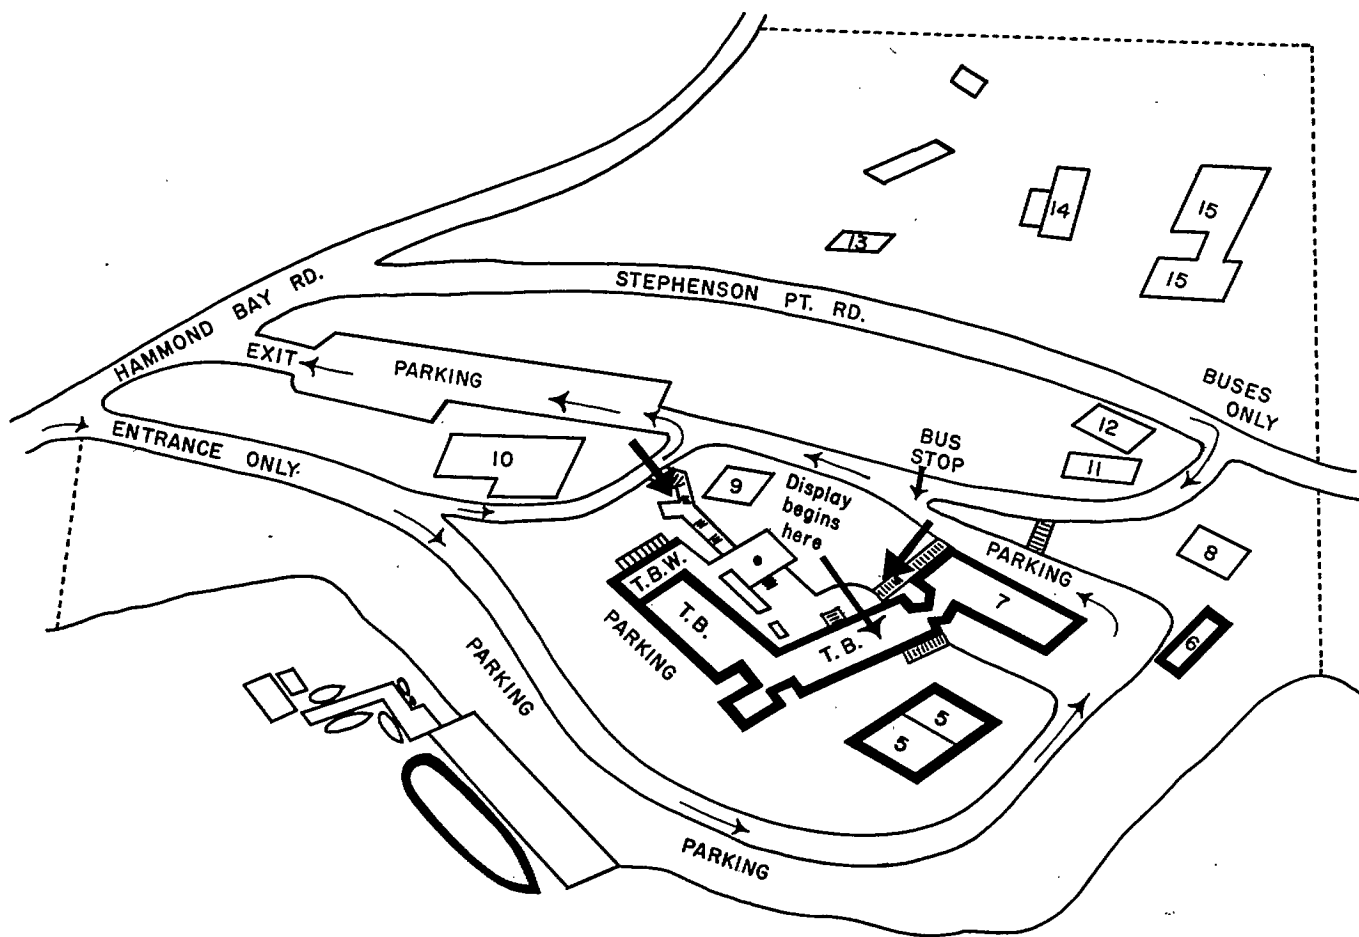 15
14
13
15
STEPHENSON PT. RD.
HAMMOND BAY RD.
EXIT
PARKING
BUSES
ONLY
ENTRANCE ONLY
12
BUS
STOP
11
10
9
Display
begins
here
PARKING
8
T.B.W.
7
T.B.
PARKING
T.B.
6
PARKING
5
5
PARKING